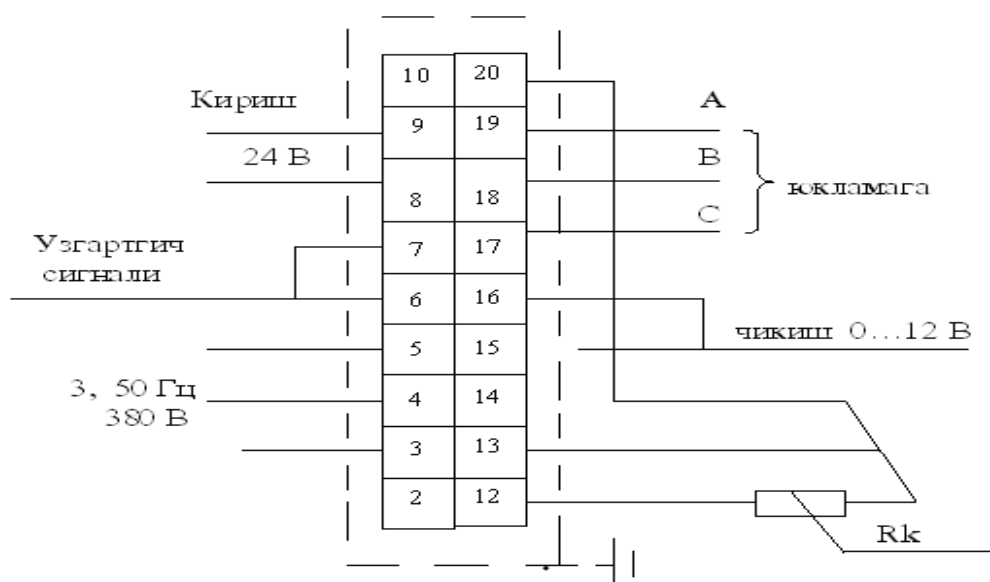 10 20
Кириш
9 19
А
24 В
В
8 18
юкламага
С
Узгартгич
7 17
сигнали
6 16
чикиш 0...12 В
5 15
3, 50 Гц
4 14
380 В
3 13
2 12
Rk